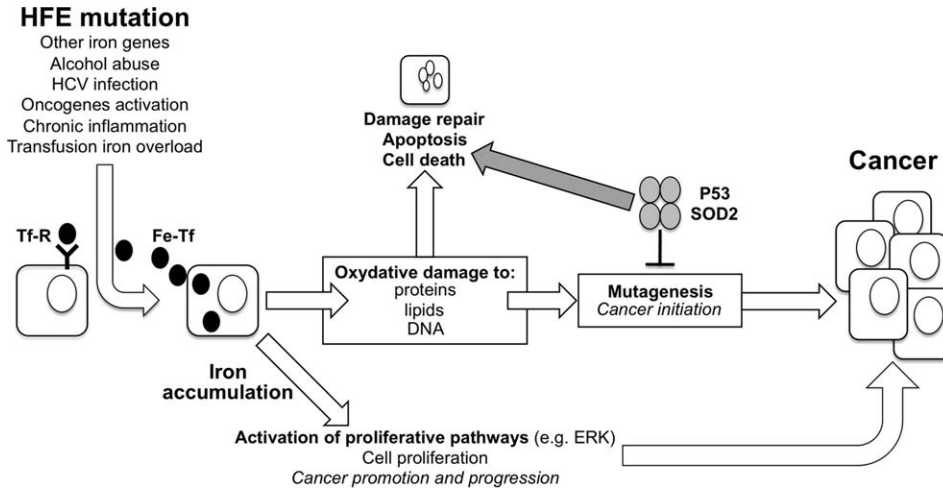 HFE mutation
Other iron genes
Alcohol abuse
HCV infection
Oncogenes activation
Chronic inflammation
Transfusion iron overload
Damage repair
Apoptosis
Cell death
P53
SOD2
Cancer
Tf-R
Fe-Tf
Oxydative damage to:
proteins
lipids
DNA
Mutagenesis
Cancer initiation
Iron
accumulation
Activation of proliferative pathways (e.g. ERK)
Cell proliferation
Cancer promotion and progression